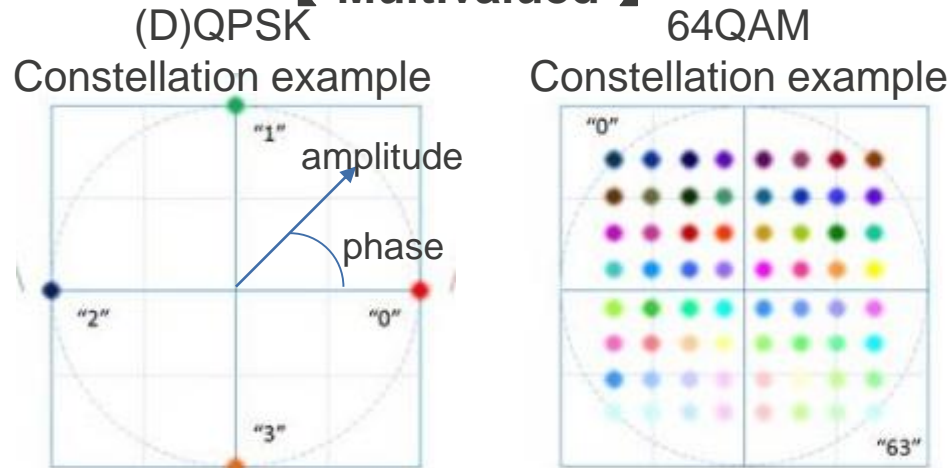 (D)QPSK
Constellation example
"1"
amplitude
phase
"2"
"0"
"3"
64QAM
Constellation example
"0"
"63"